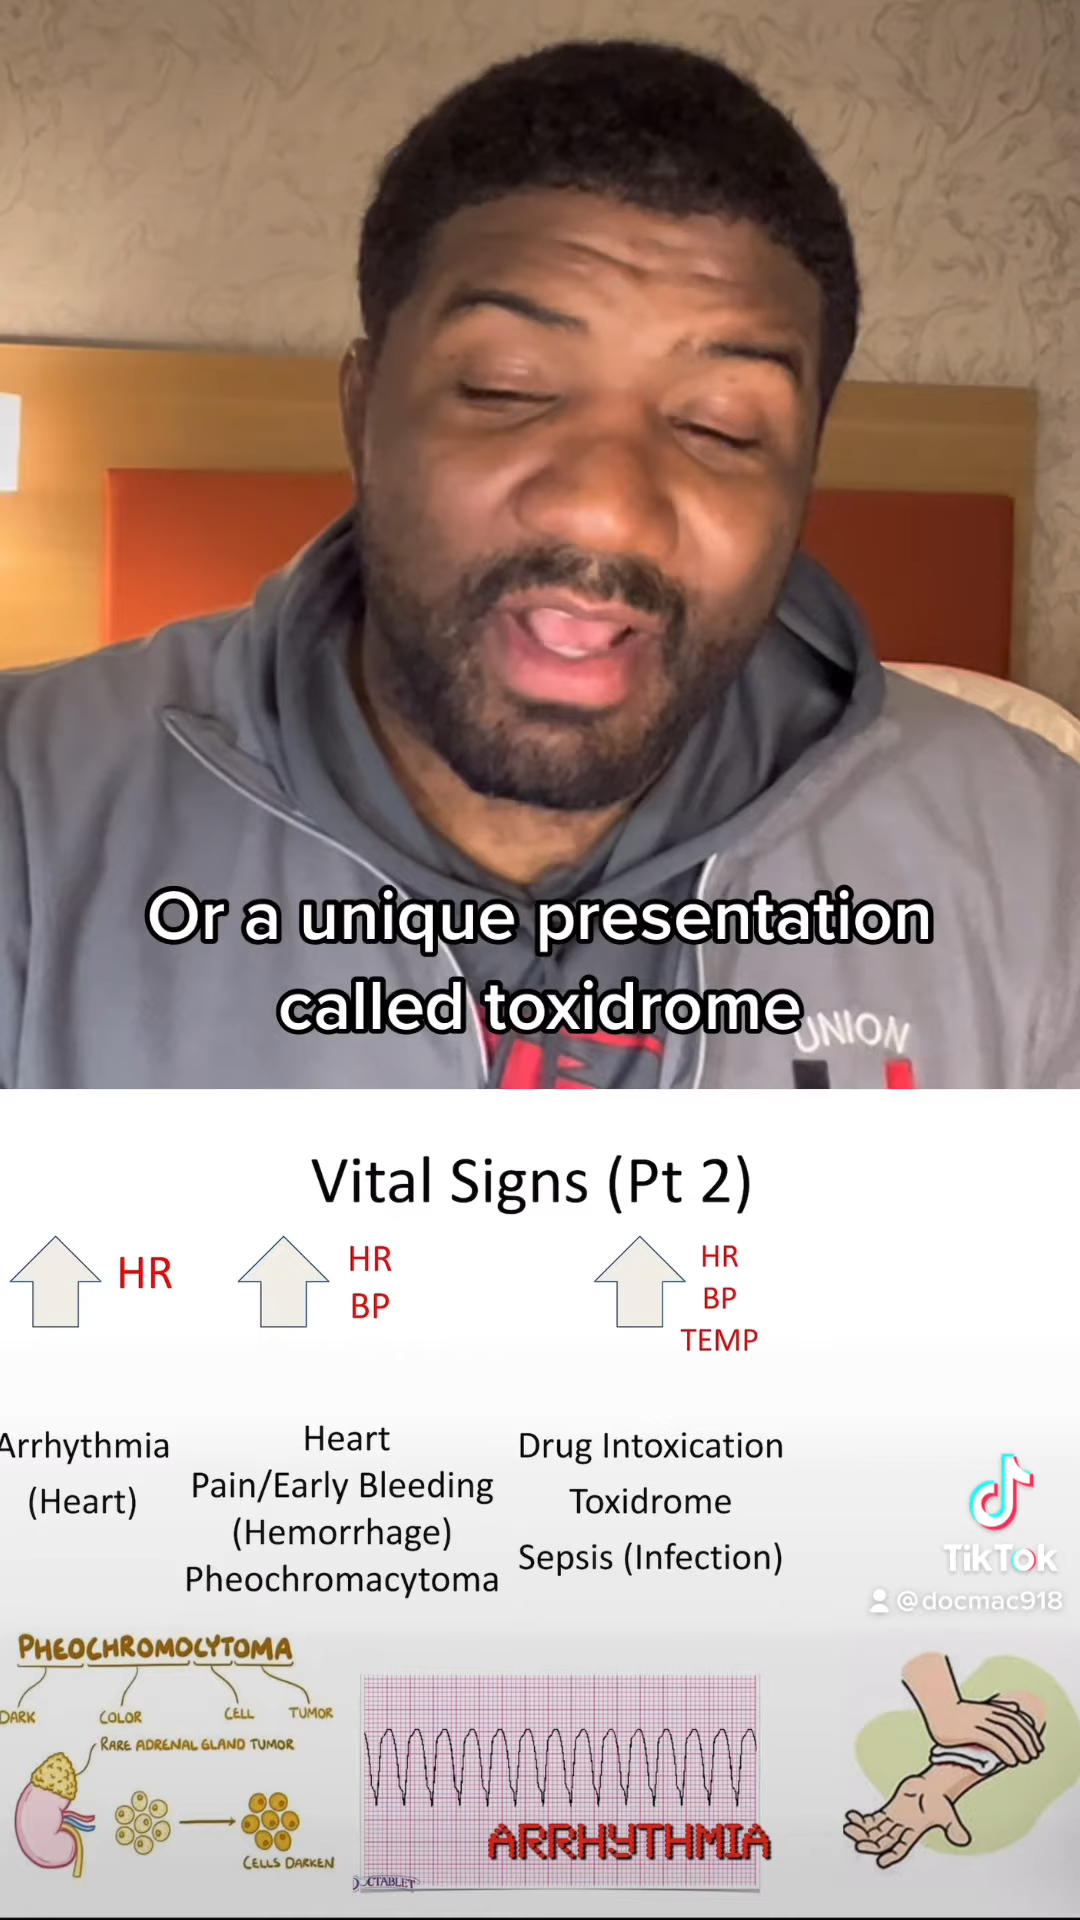 Or a unique presentation
called toxidrome
UNION
Vital Signs (Pt 2)
HR
HR
BP
HR
BP
TEMP
Arrhythmia
(Heart)
Heart
Pain/Early Bleeding
(Hemorrhage)
Pheochromacytoma
Drug Intoxication
Toxidrome
Sepsis (Infection)
TikTok
@docmac918
PHEOCHROMOCYTOMA
DARK
COLOR
CELL
TUMOR
RARE ADRENAL GLAND TUMOR
CELLS DARKEN
ARRHYTHMIA